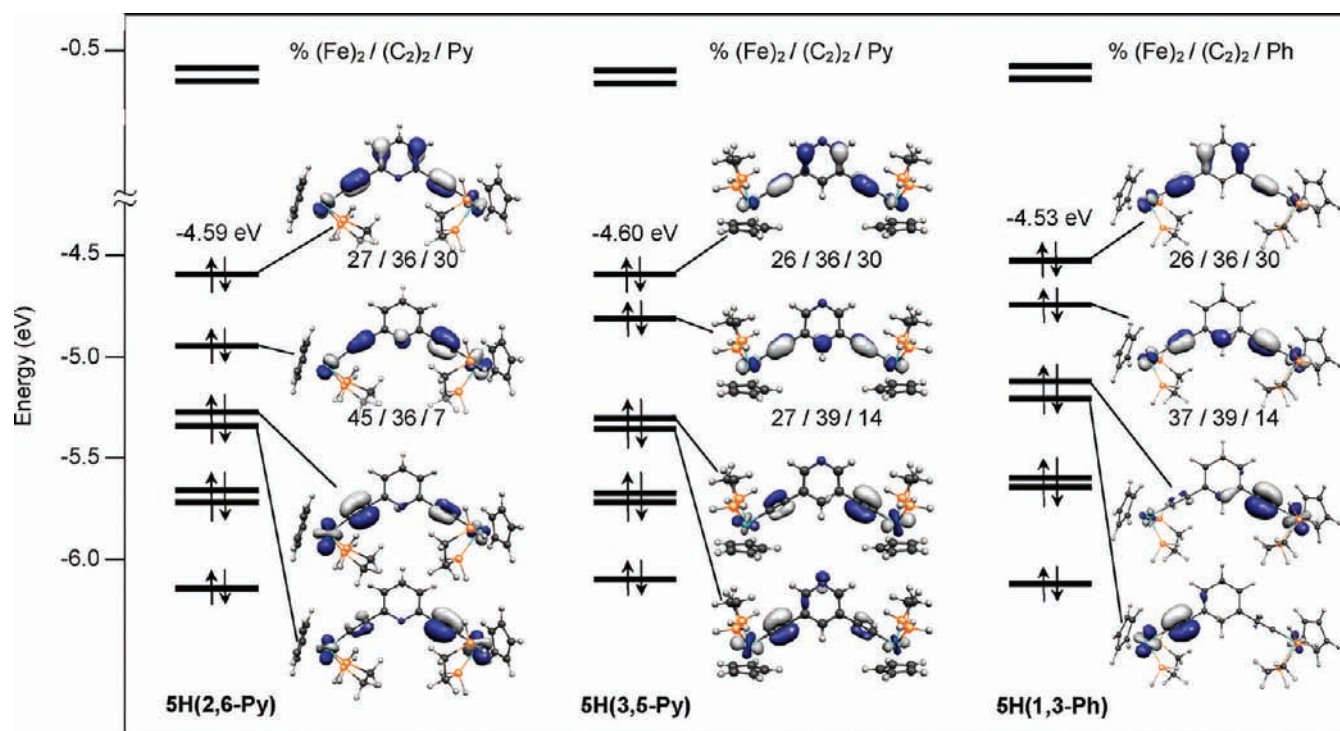 % (Fe)₂ / (C₂)₂ / Py
% (Fe)₂ / (C₂)₂ / Py
% (Fe)₂ / (C₂)₂ / Ph
-0.5
-4.59 eV
-4.60 eV
-4.53 eV
-4.5
27 / 36 / 30
26 / 36 / 30
26 / 36 / 30
Energy (eV)
-5.0
45 / 36 / 7
27 / 39 / 14
37 / 39 / 14
-5.5
-6.0
5H(2,6-Py)
5H(3,5-Py)
5H(1,3-Ph)